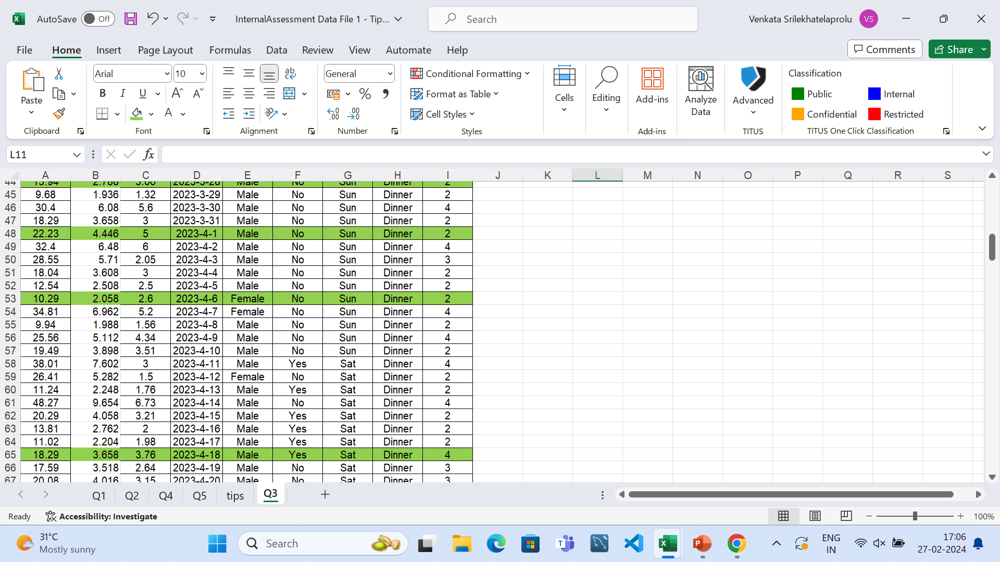 AutoSave Off InternalAssessment Data File 1 - Tip... Search Venkata Srilekhatelaprolu VS
File Home Insert Page Layout Formulas Data Review View Automate Help Comments Share
Paste Arial 10 General Conditional Formatting Format as Table Cell Styles Cells Editing Add-ins Analyze Data Advanced Classification
Public Internal
Confidential Restricted
Clipboard Font Alignment Number Styles Add-ins TITUS TITUS One Click Classification
L11 fx
A B C D E F G H I J K L M N O P Q R S
44 13.94 2.788 3.06 2023-3-28 Male No Sun Dinner 2
45 9.68 1.936 1.32 2023-3-29 Male No Sun Dinner 2
46 30.4 6.08 5.6 2023-3-30 Male No Sun Dinner 4
47 18.29 3.658 3 2023-3-31 Male No Sun Dinner 2
48 22.23 4.446 5 2023-4-1 Male No Sun Dinner 2
49 32.4 6.48 6 2023-4-2 Male No Sun Dinner 4
50 28.55 5.71 2.05 2023-4-3 Male No Sun Dinner 3
51 18.04 3.608 3 2023-4-4 Male No Sun Dinner 2
52 12.54 2.508 2.5 2023-4-5 Male No Sun Dinner 2
53 10.29 2.058 2.6 2023-4-6 Female No Sun Dinner 2
54 34.81 6.962 5.2 2023-4-7 Female No Sun Dinner 4
55 9.94 1.988 1.56 2023-4-8 Male No Sun Dinner 2
56 25.56 5.112 4.34 2023-4-9 Male No Sun Dinner 4
57 19.49 3.898 3.51 2023-4-10 Male No Sun Dinner 2
58 38.01 7.602 3 2023-4-11 Male Yes Sat Dinner 4
59 26.41 5.282 1.5 2023-4-12 Female No Sat Dinner 2
60 11.24 2.248 1.76 2023-4-13 Male Yes Sat Dinner 2
61 48.27 9.654 6.73 2023-4-14 Male No Sat Dinner 4
62 20.29 4.058 3.21 2023-4-15 Male Yes Sat Dinner 2
63 13.81 2.762 2 2023-4-16 Male Yes Sat Dinner 2
64 11.02 2.204 1.98 2023-4-17 Male Yes Sat Dinner 2
65 18.29 3.658 3.76 2023-4-18 Male Yes Sat Dinner 4
66 17.59 3.518 2.64 2023-4-19 Male No Sat Dinner 3
67 20.08 4.016 3.15 2023-4-20 Male No Sat Dinner 3
Q1 Q2 Q4 Q5 tips Q3
Ready Accessibility: Investigate 100%
31°C Mostly sunny Search ENG IN 17:06 27-02-2024